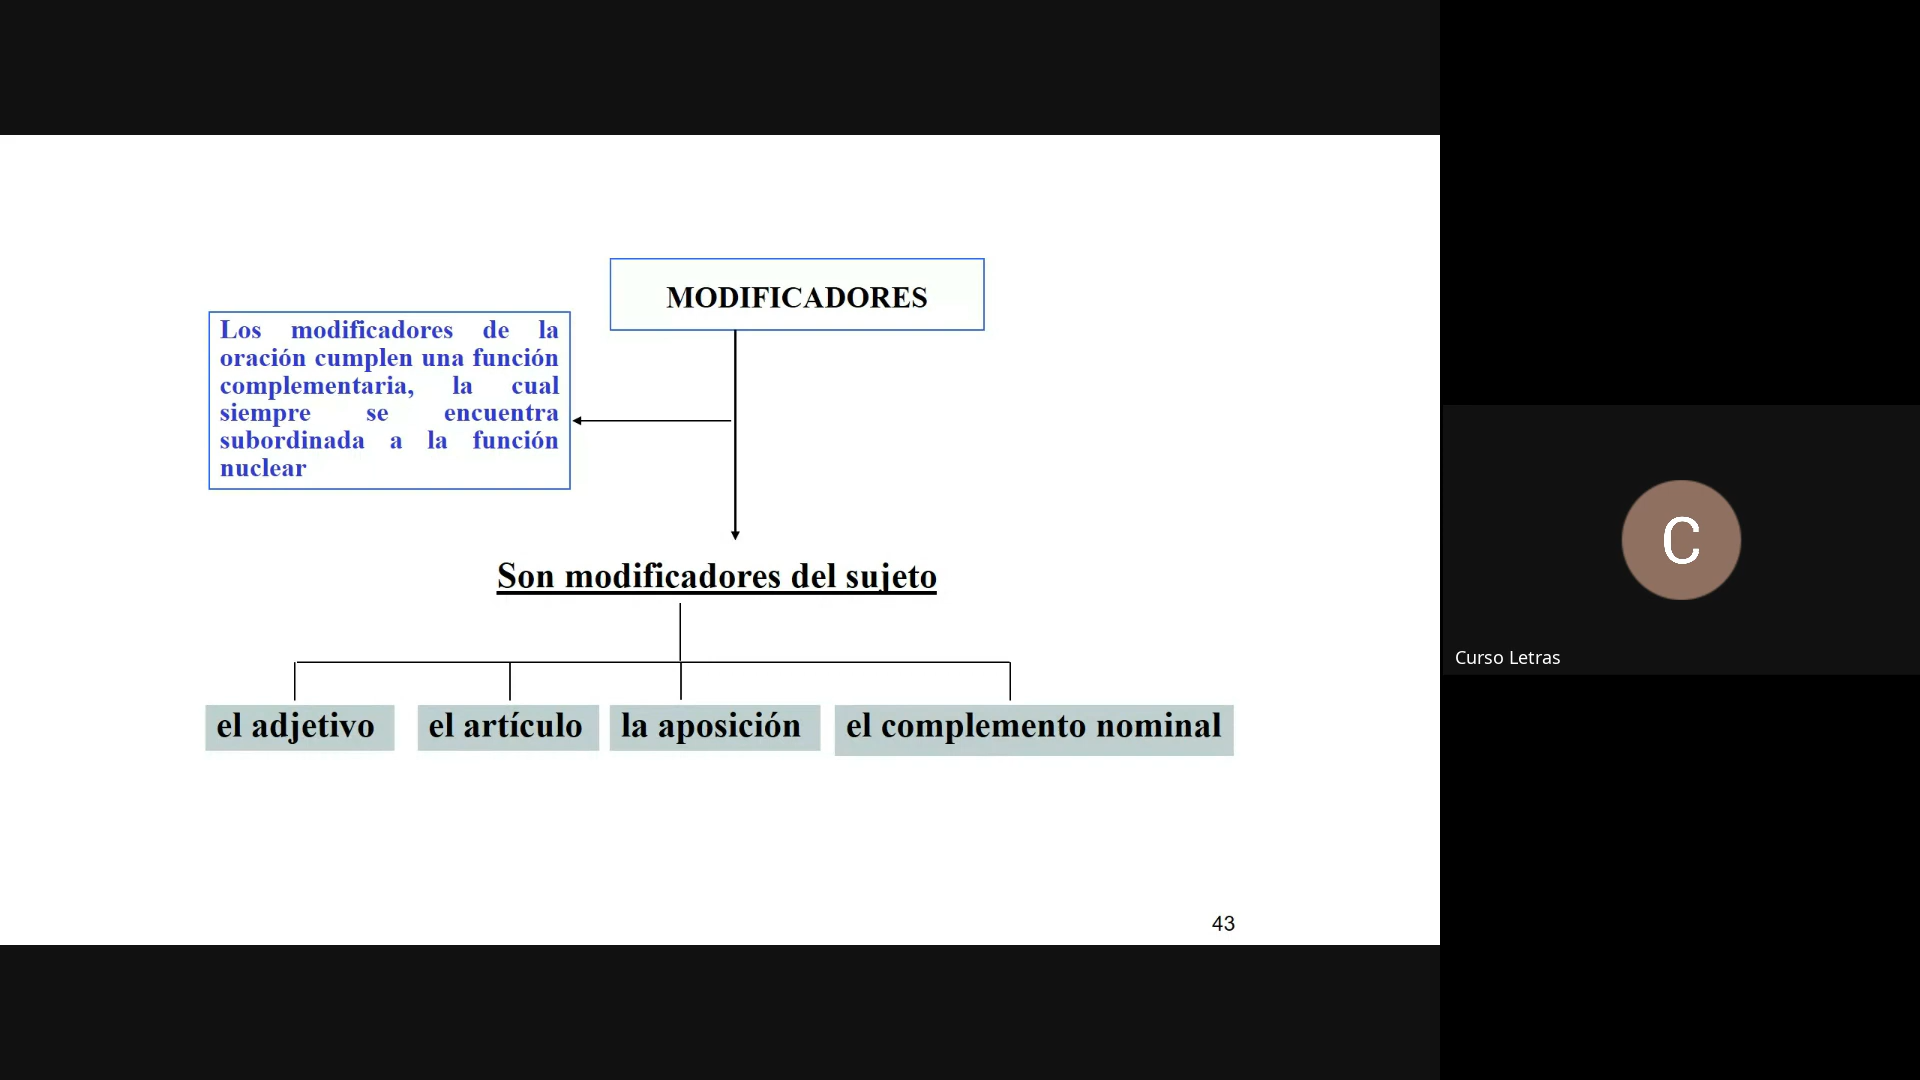 MODIFICADORES
Los modificadores de la
oración cumplen una función
complementaria, la cual
siempre se encuentra
subordinada a la función
nuclear
Son modificadores del sujeto
el adjetivo
el artículo
la aposición
el complemento nominal
43
C
Curso Letras